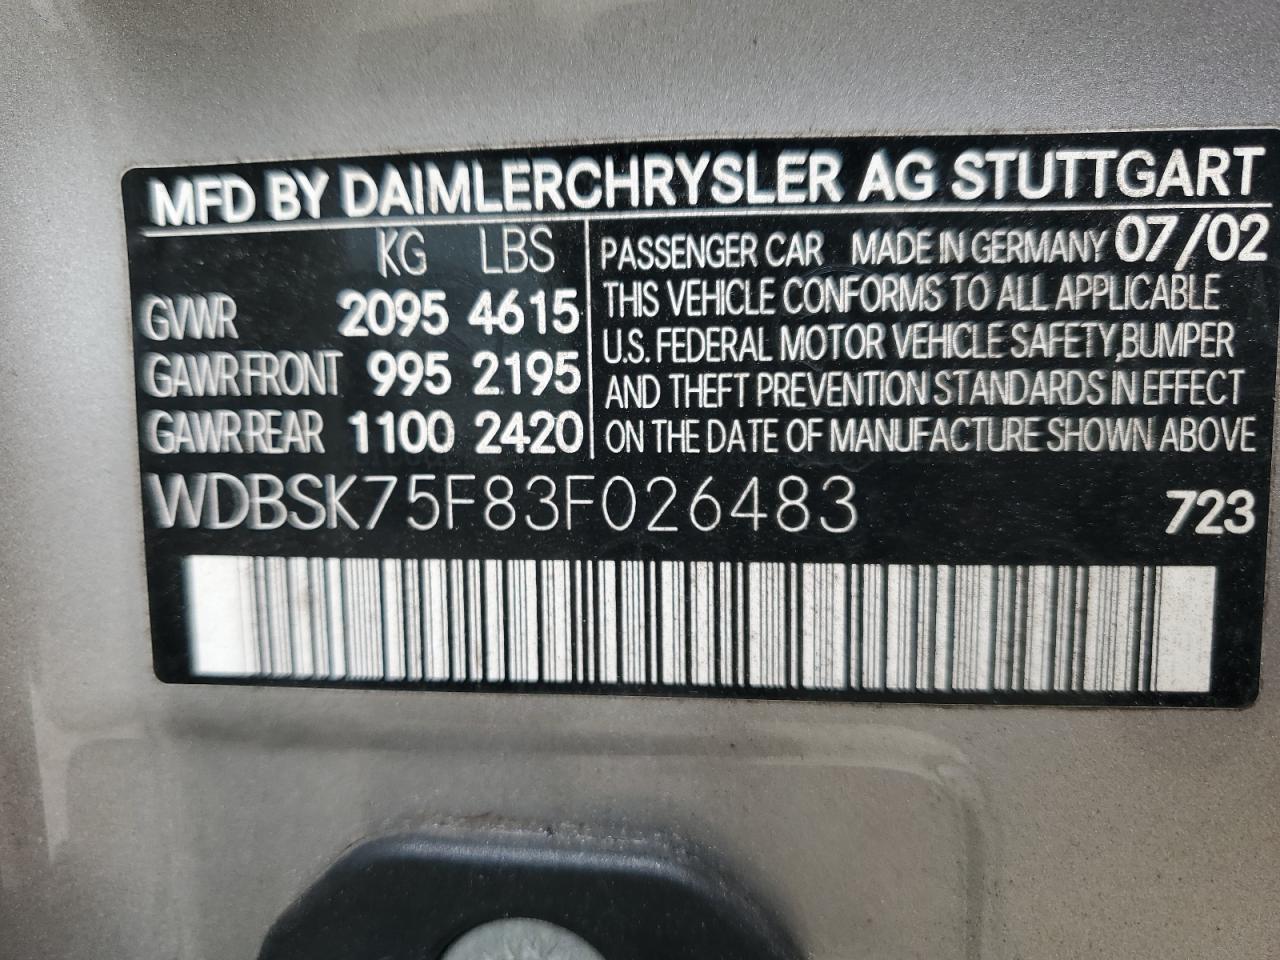 MFD BY DAIMLERCHRYSLER AG STUTTGART
KG LBS
GVWR 2095 4615
GAWR FRONT 995 2195
GAWR REAR 1100 2420
PASSENGER CAR MADE IN GERMANY 07/02
THIS VEHICLE CONFORMS TO ALL APPLICABLE
U.S. FEDERAL MOTOR VEHICLE SAFETY, BUMPER
AND THEFT PREVENTION STANDARDS IN EFFECT
ON THE DATE OF MANUFACTURE SHOWN ABOVE
WDBSK75F83F026483 723